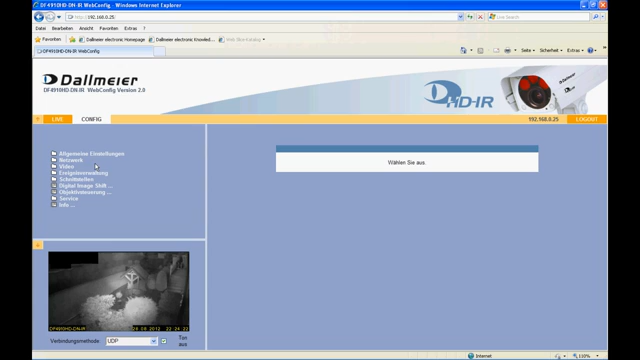 DF4910HD-DN-IR WebConfig - Windows Internet Explorer
http://192.168.0.25/
Live Search
Datei Bearbeiten Ansicht Favoriten Extras ?
Favoriten Dallmeier electronic Homepage Dallmeier electronic Knowled... Web Slice-Katalog
DF4910HD-DN-IR WebConfig
Seite Sicherheit Extras
Dallmeier
DF4910HD-DN-IR WebConfig Version 2.0
HD-IR
Dallmeier
LIVE CONFIG 192.168.0.25 LOGOUT
Allgemeine Einstellungen
Netzwerk
Video
Ereignisverwaltung
Schnittstellen
Digital Image Shift ...
Objektivsteuerung ...
Service
Info ...
Wählen Sie aus
DF4910HD-DN-IR 28.08.2012 22:24:22
Verbindungsmethode: UDP Ton aus
Internet 110%